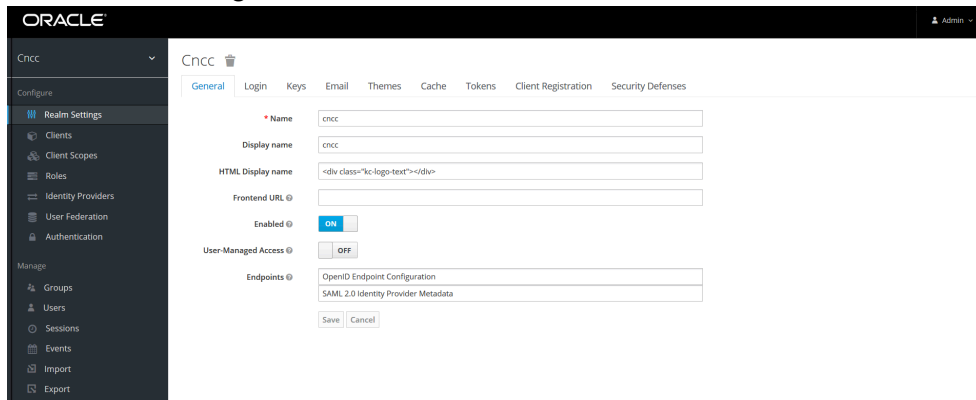 ORACLE®
Admin
Cncc
Cncc
General Login Keys Email Themes Cache Tokens Client Registration Security Defenses
Configure
Realm Settings
Clients
Client Scopes
Roles
Identity Providers
User Federation
Authentication
Manage
Groups
Users
Sessions
Events
Import
Export
* Name cncc
Display name cncc
HTML Display name <div class="kc-logo-text"></div>
Frontend URL
Enabled ON
User-Managed Access OFF
Endpoints OpenID Endpoint Configuration
SAML 2.0 Identity Provider Metadata
Save Cancel